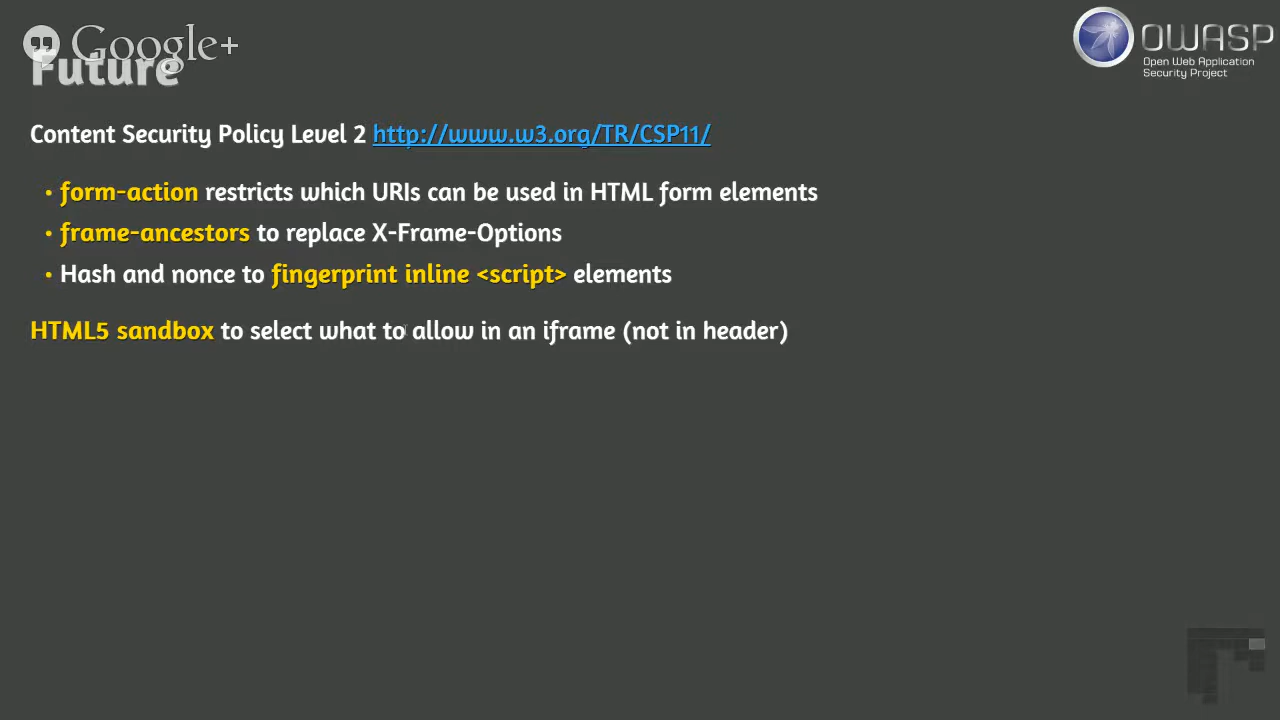 Google+
Future
OWASP
Open Web Application
Security Project
Content Security Policy Level 2 http://www.w3.org/TR/CSP11/
• form-action restricts which URIs can be used in HTML form elements
• frame-ancestors to replace X-Frame-Options
• Hash and nonce to fingerprint inline <script> elements
HTML5 sandbox to select what to allow in an iframe (not in header)